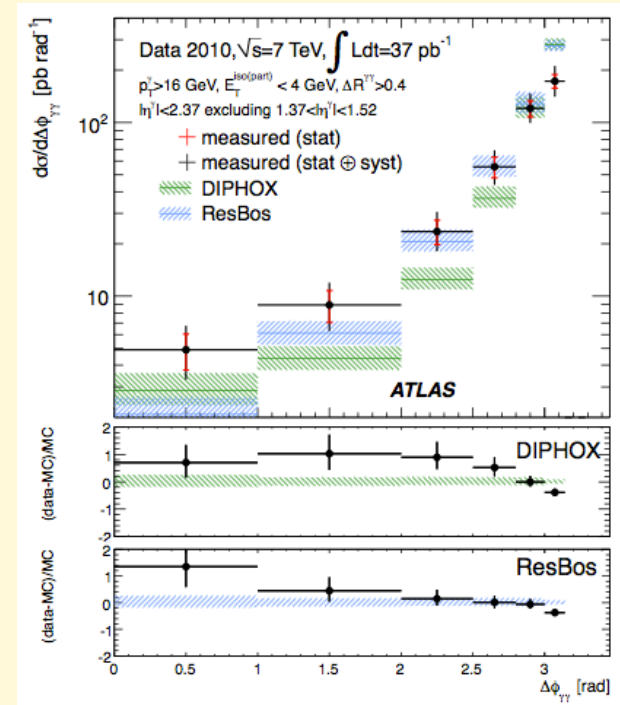 dσ/dΔϕγγ [pb rad⁻¹]
Data 2010, √s=7 TeV, ∫ Ldt=37 pb⁻¹
p_T^γ>16 GeV, E_T^iso(part) < 4 GeV, ΔR^γγ>0.4
|η^γ|<2.37 excluding 1.37<|η|<1.52
measured (stat)
measured (stat ⊕ syst)
DIPHOX
ResBos
10²
10
ATLAS
(data-MC)/MC
2
1
0
-1
-2
DIPHOX
(data-MC)/MC
2
1
0
-1
-2
ResBos
0 0.5 1 1.5 2 2.5 3
Δϕγγ [rad]